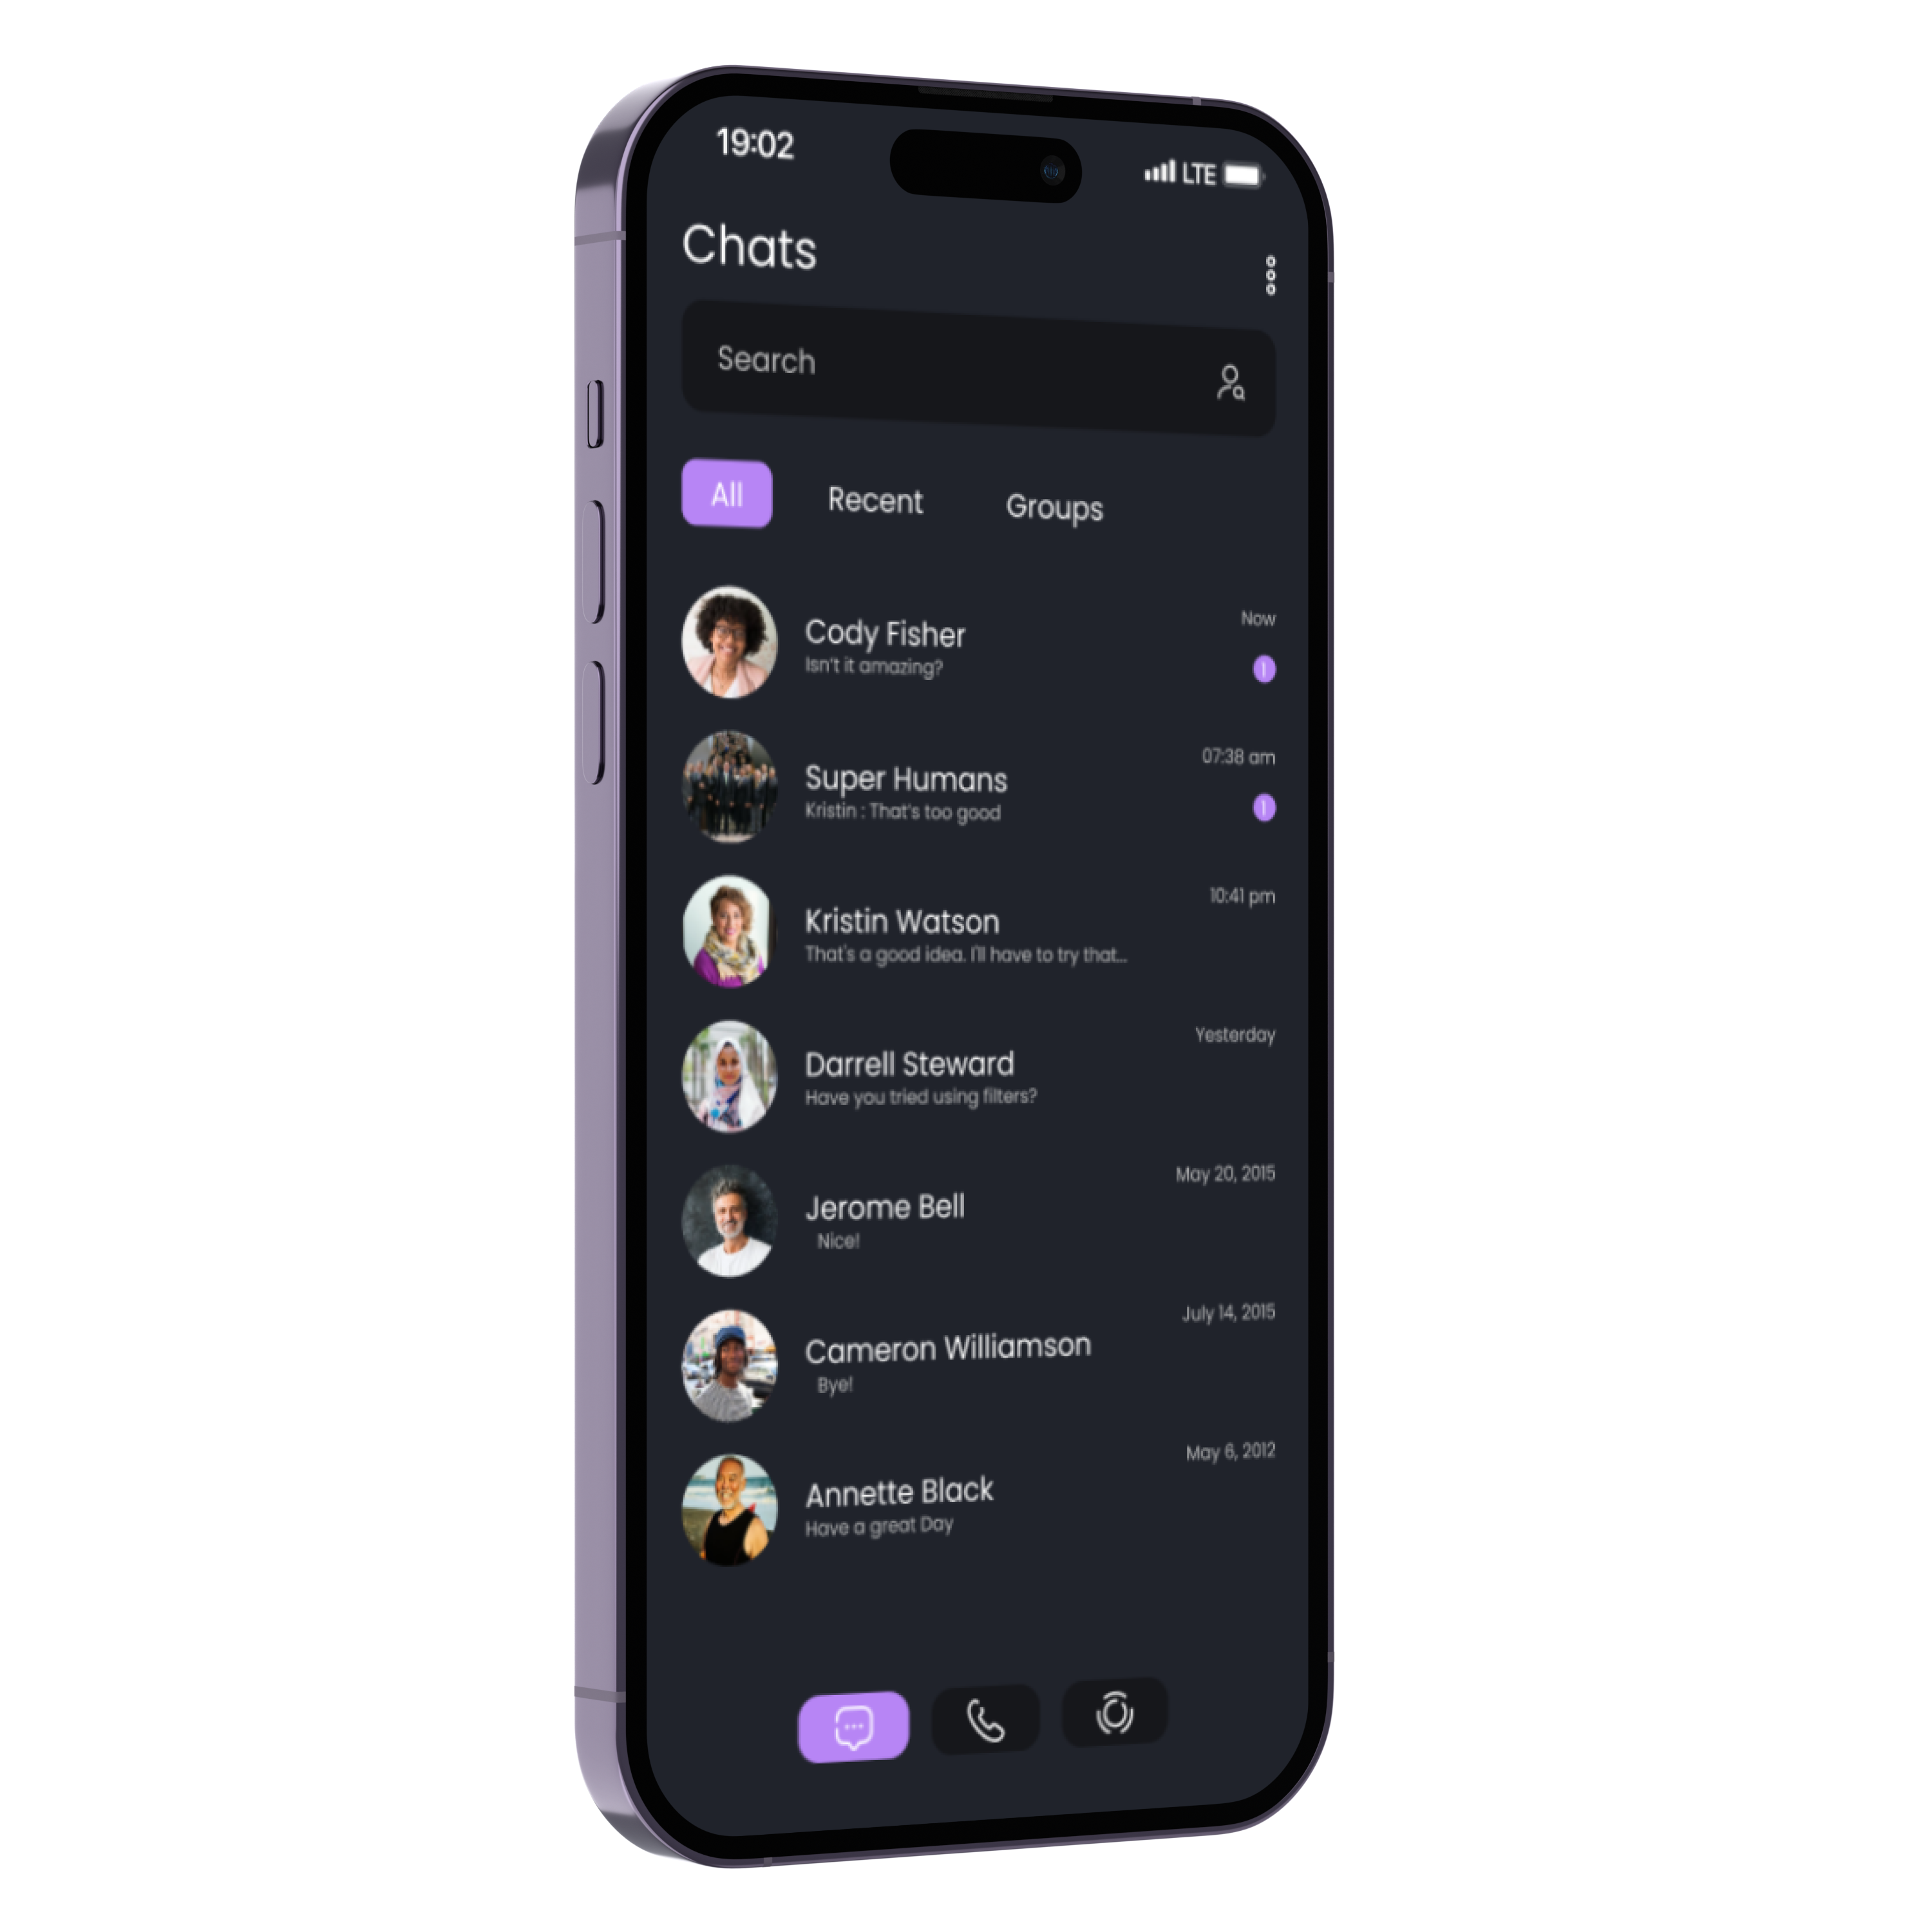 19:02
LTE
Chats
Search
All Recent Groups
Cody Fisher
Now
Isn't it amazing?
1
Super Humans
07:38 am
Kristin : That's too good
1
Kristin Watson
10:41 pm
That's a good idea. I'll have to try that...
Darrell Steward
Yesterday
Have you tried using filters?
Jerome Bell
May 20, 2015
Nice!
Cameron Williamson
July 14, 2015
Bye!
Annette Black
May 6, 2012
Have a great Day